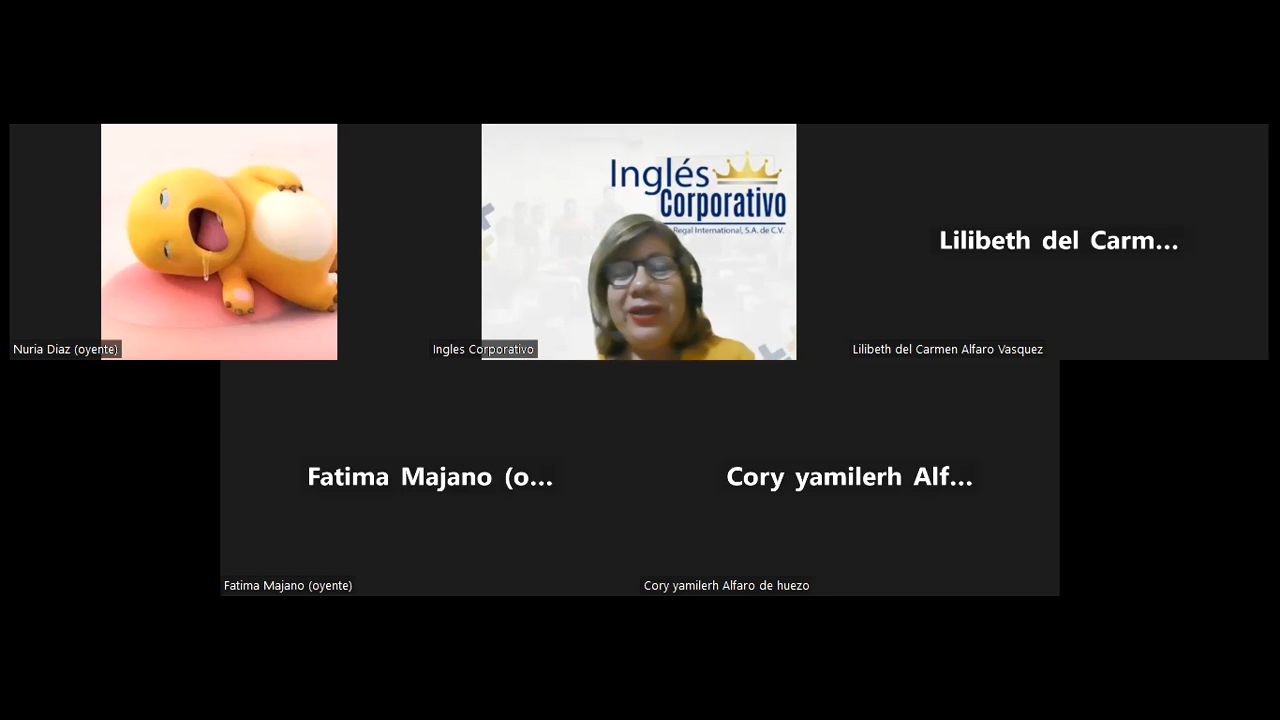 Inglés
Corporativo
Regal International, S.A. de C.V.
Lilibeth del Carm...
Nuria Diaz (oyente)
Ingles Corporativo
Lilibeth del Carmen Alfaro Vasquez
Fatima Majano (o...
Cory yamilerh Alf...
Fatima Majano (oyente)
Cory yamilerh Alfaro de huezo